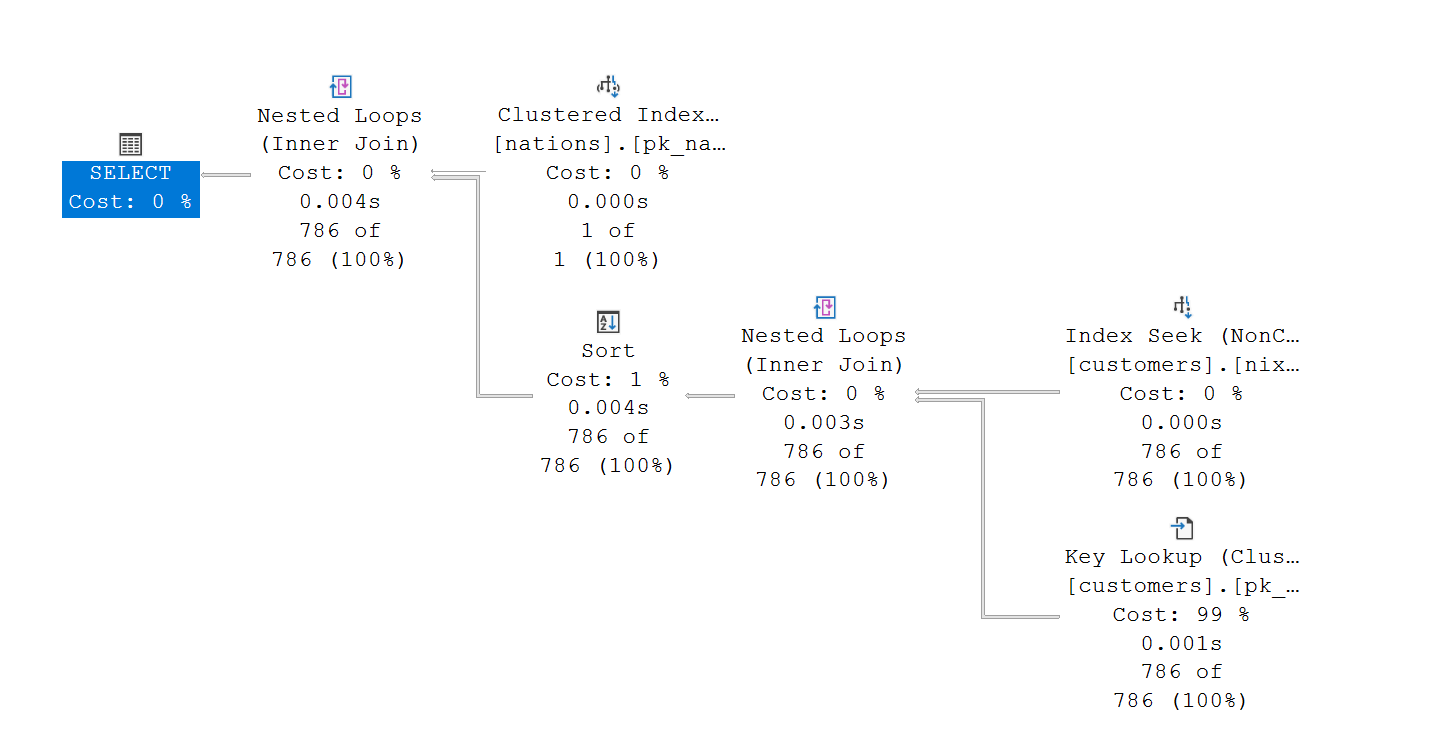 SELECT
Cost: 0 %
Nested Loops
(Inner Join)
Cost: 0 %
0.004s
786 of
786 (100%)
Clustered Index…
[nations].[pk_na…
Cost: 0 %
0.000s
1 of
1 (100%)
Sort
Cost: 1 %
0.004s
786 of
786 (100%)
Nested Loops
(Inner Join)
Cost: 0 %
0.003s
786 of
786 (100%)
Index Seek (NonC…
[customers].[nix…
Cost: 0 %
0.000s
786 of
786 (100%)
Key Lookup (Clus…
[customers].[pk_…
Cost: 99 %
0.001s
786 of
786 (100%)